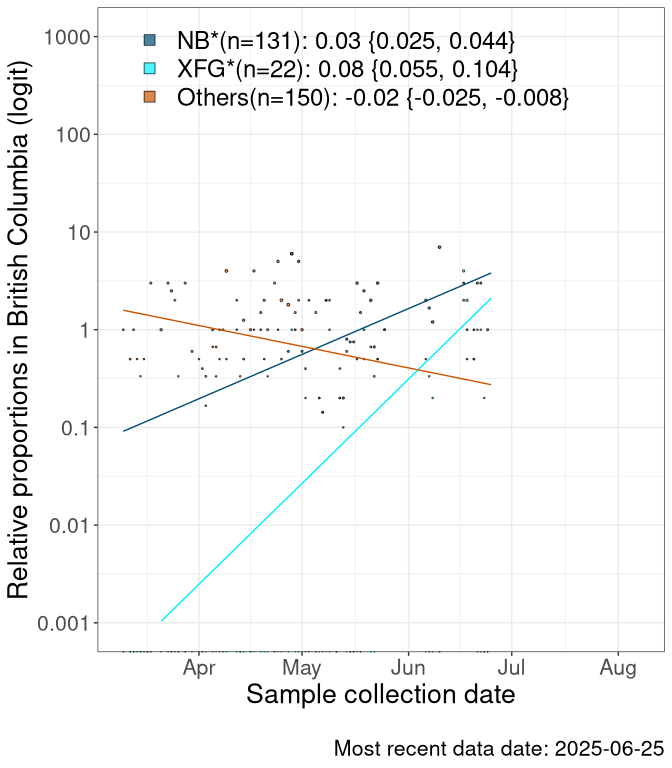 NB*(n=131): 0.03 {0.025, 0.044}
XFG*(n=22): 0.08 {0.055, 0.104}
Others(n=150): -0.02 {-0.025, -0.008}
Relative proportions in British Columbia (logit)
1000
100
10
1
0.1
0.01
0.001
Apr May Jun Jul Aug
Sample collection date
Most recent data date: 2025-06-25